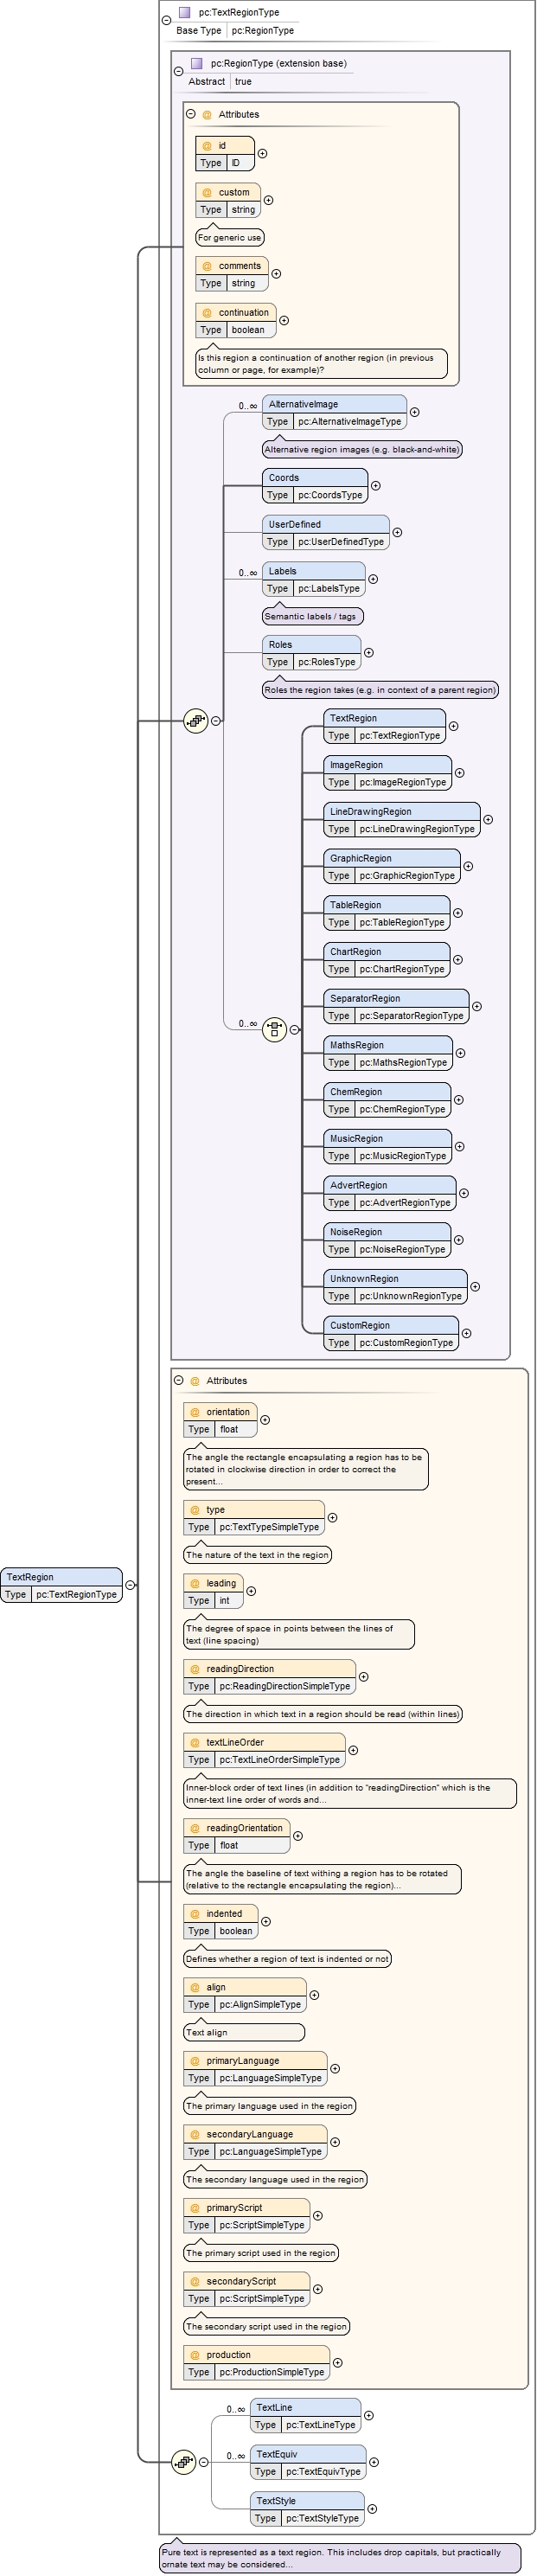 pc:TextRegionType
Base Type pc:RegionType
pc:RegionType (extension base)
Abstract true
@ Attributes
@ id
Type ID
@ custom
Type string
For generic use
@ comments
Type string
@ continuation
Type boolean
Is this region a continuation of another region (in previous
column or page, for example)?
0..∞ AlternativeImage
Type pc:AlternativeImageType
Alternative region images (e.g. black-and-white)
Coords
Type pc:CoordsType
UserDefined
Type pc:UserDefinedType
0..∞ Labels
Type pc:LabelsType
Semantic labels / tags
Roles
Type pc:RolesType
Roles the region takes (e.g. in context of a parent region)
TextRegion
Type pc:TextRegionType
ImageRegion
Type pc:ImageRegionType
LineDrawingRegion
Type pc:LineDrawingRegionType
GraphicRegion
Type pc:GraphicRegionType
TableRegion
Type pc:TableRegionType
ChartRegion
Type pc:ChartRegionType
SeparatorRegion
Type pc:SeparatorRegionType
0..∞
MathsRegion
Type pc:MathsRegionType
ChemRegion
Type pc:ChemRegionType
MusicRegion
Type pc:MusicRegionType
AdvertRegion
Type pc:AdvertRegionType
NoiseRegion
Type pc:NoiseRegionType
UnknownRegion
Type pc:UnknownRegionType
CustomRegion
Type pc:CustomRegionType
@ Attributes
@ orientation
Type float
The angle the rectangle encapsulating a region has to be
rotated in clockwise direction in order to correct the
present...
@ type
Type pc:TextTypeSimpleType
The nature of the text in the region
TextRegion
Type pc:TextRegionType
@ leading
Type int
The degree of space in points between the lines of
text (line spacing)
@ readingDirection
Type pc:ReadingDirectionSimpleType
The direction in which text in a region should be read (within lines)
@ textLineOrder
Type pc:TextLineOrderSimpleType
Inner-block order of text lines (in addition to "readingDirection" which is the
inner-text line order of words and...
@ readingOrientation
Type float
The angle the baseline of text withing a region has to be rotated
(relative to the rectangle encapsulating the region)...
@ indented
Type boolean
Defines whether a region of text is indented or not
@ align
Type pc:AlignSimpleType
Text align
@ primaryLanguage
Type pc:LanguageSimpleType
The primary language used in the region
@ secondaryLanguage
Type pc:LanguageSimpleType
The secondary language used in the region
@ primaryScript
Type pc:ScriptSimpleType
The primary script used in the region
@ secondaryScript
Type pc:ScriptSimpleType
The secondary script used in the region
@ production
Type pc:ProductionSimpleType
0..∞ TextLine
Type pc:TextLineType
0..∞ TextEquiv
Type pc:TextEquivType
TextStyle
Type pc:TextStyleType
Pure text is represented as a text region. This includes drop capitals, but practically
ornate text may be considered...